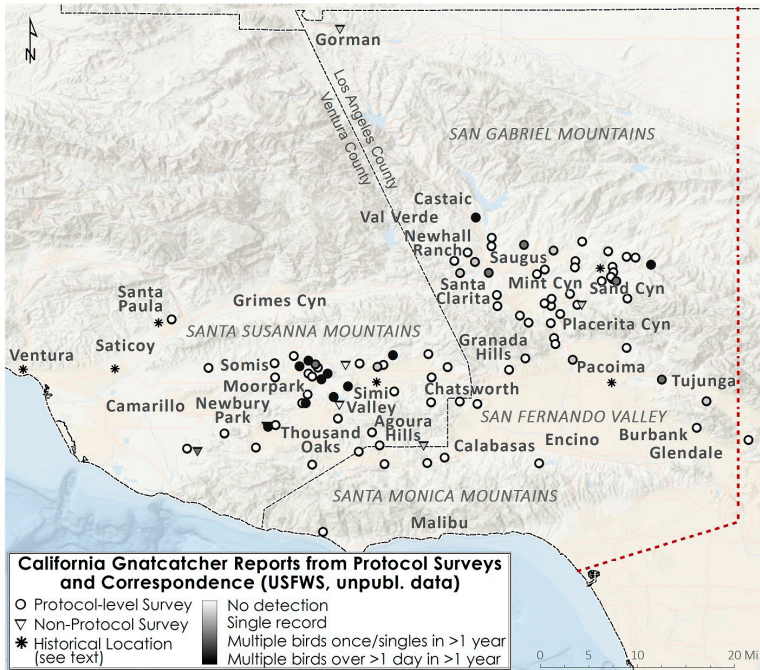 Gorman
Los Angeles County
Ventura County
SAN GABRIEL MOUNTAINS
Castaic
Val Verde
Newhall
Ranch
Saugus
Santa
Clarita
Mint Cyn
Sand Cyn
Santa
Paula
Grimes Cyn
SANTA SUSANNA MOUNTAINS
Placerita Cyn
Granada
Hills
Ventura
Saticoy
Somis
Pacoima
Tujunga
Moorpark
Simi
Valley
Chatsworth
Camarillo
Newbury
Park
SAN FERNANDO VALLEY
Agoura
Hills
Thousand
Oaks
Calabasas
Encino
Burbank
Glendale
SANTA MONICA MOUNTAINS
Malibu
N
California Gnatcatcher Reports from Protocol Surveys
and Correspondence (USFWS, unpubl. data)
Protocol-level Survey
Non-Protocol Survey
Historical Location
(see text)
No detection
Single record
Multiple birds once/singles in >1 year
Multiple birds over >1 day in >1 year
0 5 10 20 Mi